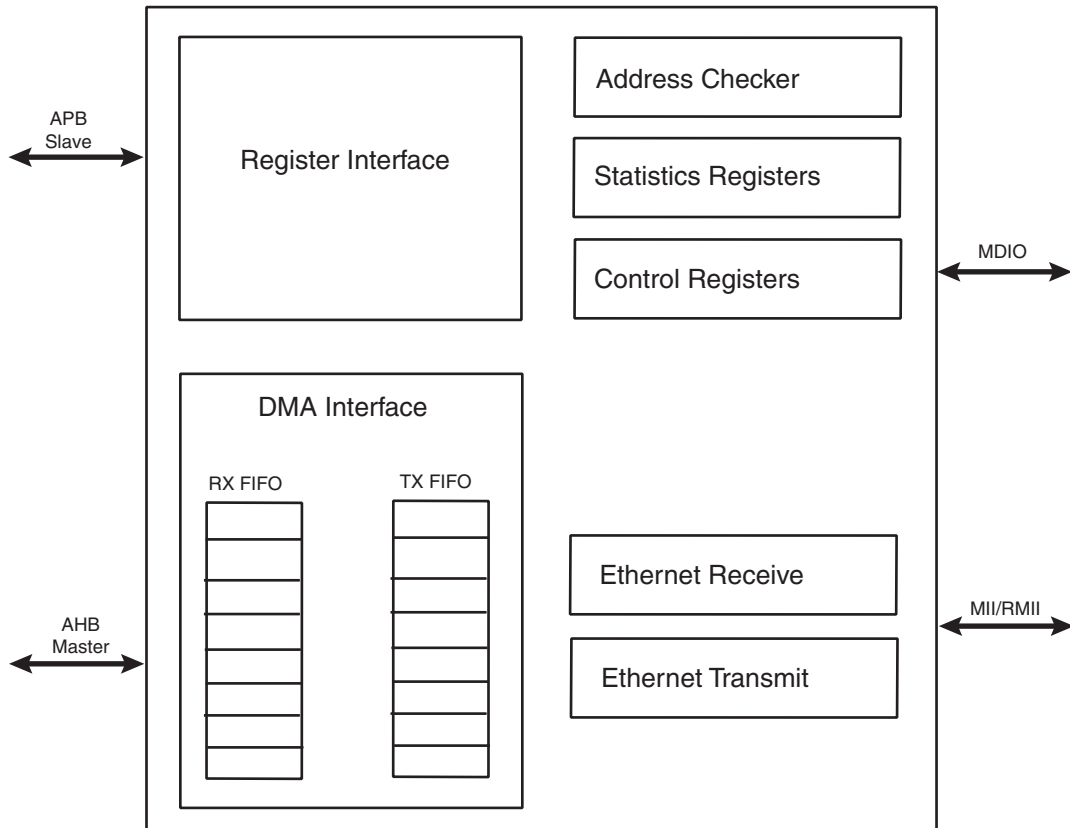 APB
Slave
Register Interface
Address Checker
Statistics Registers
Control Registers
MDIO
DMA Interface
RX FIFO
TX FIFO
AHB
Master
Ethernet Receive
Ethernet Transmit
MII/RMII